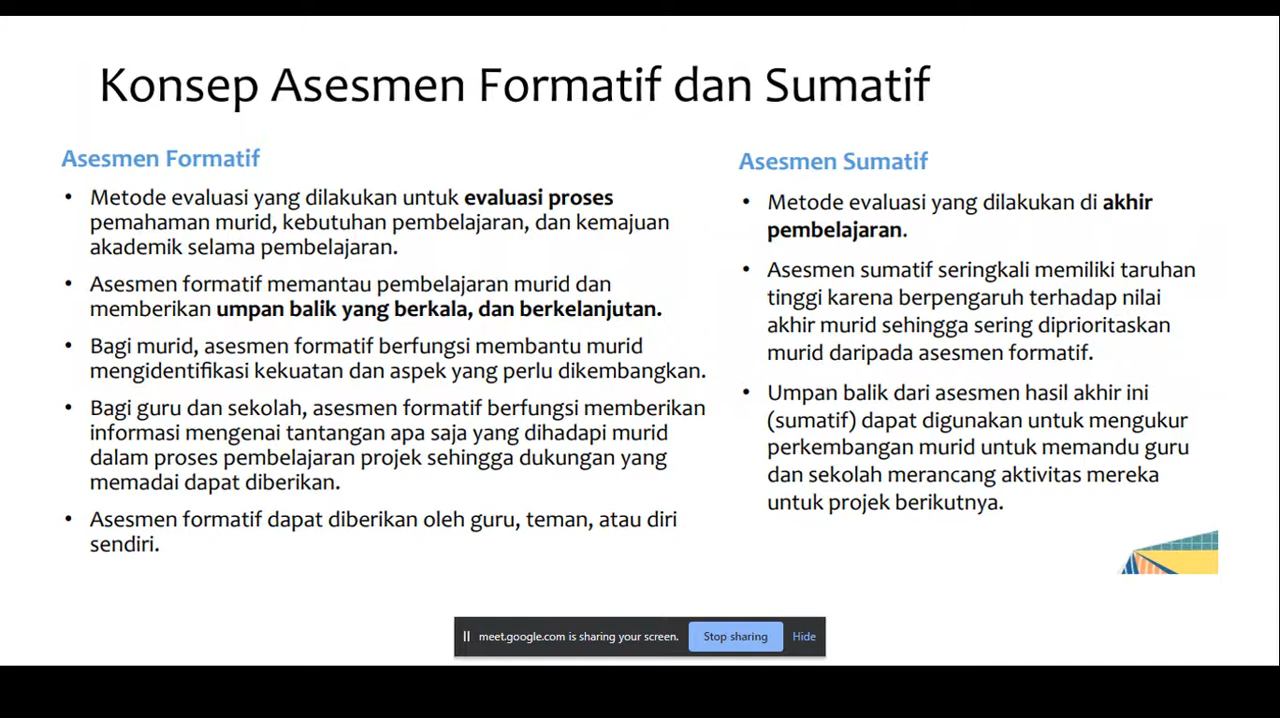 Konsep Asesmen Formatif dan Sumatif
Asesmen Formatif
• Metode evaluasi yang dilakukan untuk evaluasi proses
pemahaman murid, kebutuhan pembelajaran, dan kemajuan
akademik selama pembelajaran.
• Asesmen formatif memantau pembelajaran murid dan
memberikan umpan balik yang berkala, dan berkelanjutan.
• Bagi murid, asesmen formatif berfungsi membantu murid
mengidentifikasi kekuatan dan aspek yang perlu dikembangkan.
• Bagi guru dan sekolah, asesmen formatif berfungsi memberikan
informasi mengenai tantangan apa saja yang dihadapi murid
dalam proses pembelajaran projek sehingga dukungan yang
memadai dapat diberikan.
• Asesmen formatif dapat diberikan oleh guru, teman, atau diri
sendiri.
Asesmen Sumatif
• Metode evaluasi yang dilakukan di akhir
pembelajaran.
• Asesmen sumatif seringkali memiliki taruhan
tinggi karena berpengaruh terhadap nilai
akhir murid sehingga sering diprioritaskan
murid daripada asesmen formatif.
• Umpan balik dari asesmen hasil akhir ini
(sumatif) dapat digunakan untuk mengukur
perkembangan murid untuk memandu guru
dan sekolah merancang aktivitas mereka
untuk projek berikutnya.
meet.google.com is sharing your screen. Stop sharing Hide